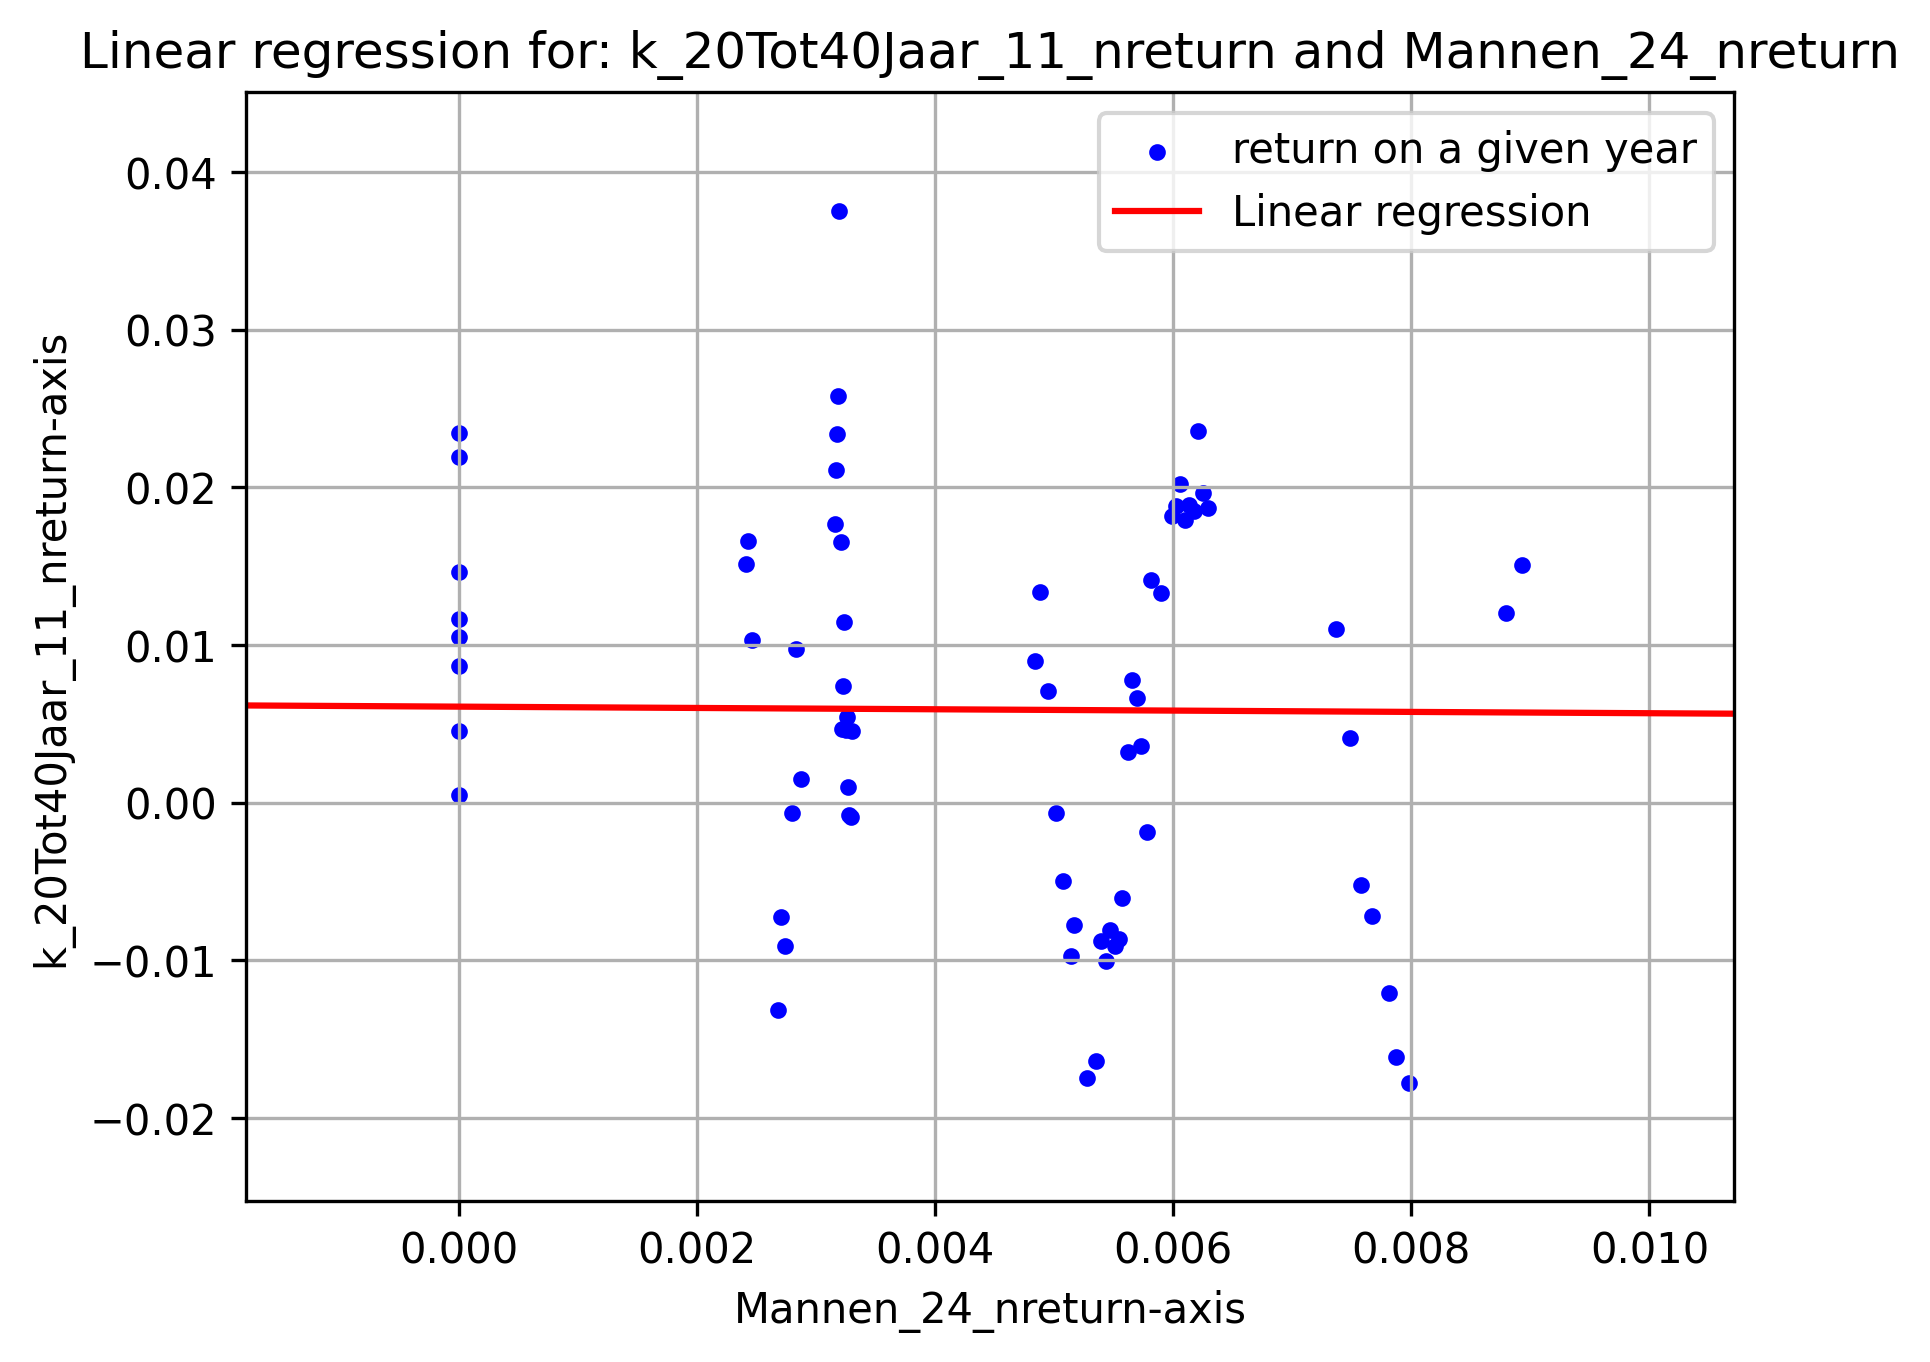 Linear regression for: k_20Tot40Jaar_11_nreturn and Mannen_24_nreturn
return on a given year
Linear regression
0.04
0.03
0.02
0.01
0.00
−0.01
−0.02
k_20Tot40Jaar_11_nreturn-axis
0.000 0.002 0.004 0.006 0.008 0.010
Mannen_24_nreturn-axis